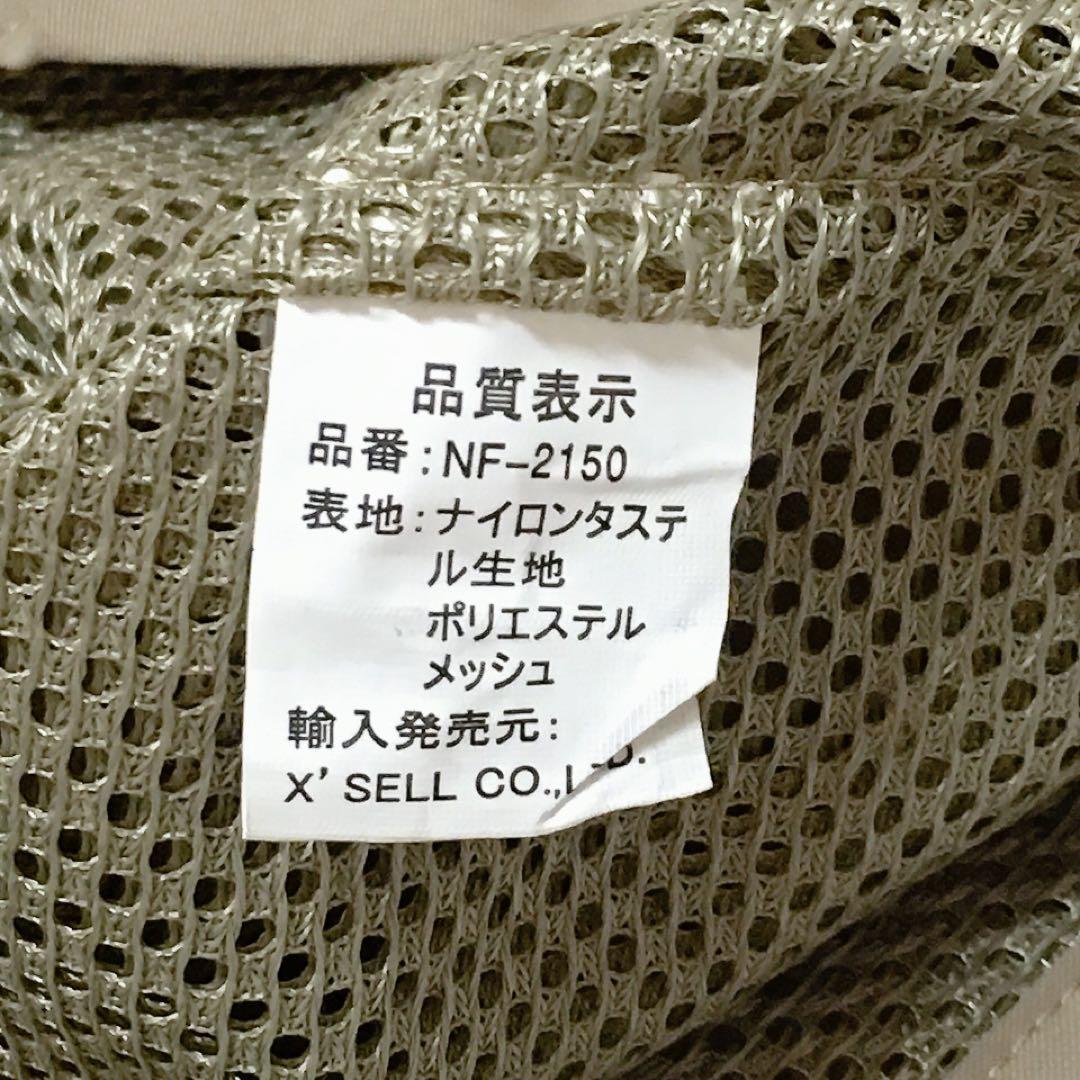 品質表示
品番:NF-2150
表地:ナイロンタステ
ル生地
ポリエステル
メッシュ
輸入発売元:
X'SELL CO.,